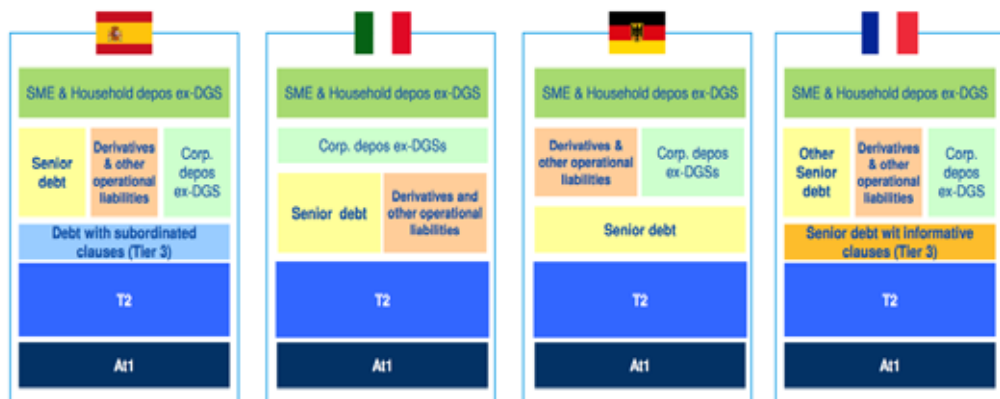 SME & Household depos ex-DGS
Senior
debt
Derivatives
& other
operational
liabilities
Corp.
depos
ex-DGS
Debt with subordinated
clauses (Tier 3)
T2
At1
SME & Household depos ex-DGS
Corp. depos ex-DGSs
Senior debt
Derivatives and
other operational
liabilities
T2
At1
SME & Household depos ex-DGS
Derivatives &
other operational
liabilities
Corp. depos
ex-DGSs
Senior debt
T2
At1
SME & Household depos ex-DGS
Other
Senior
debt
Derivatives
& other
operational
liabilities
Corp.
depos
ex-DGS
Senior debt wit informative
clauses (Tier 3)
T2
At1